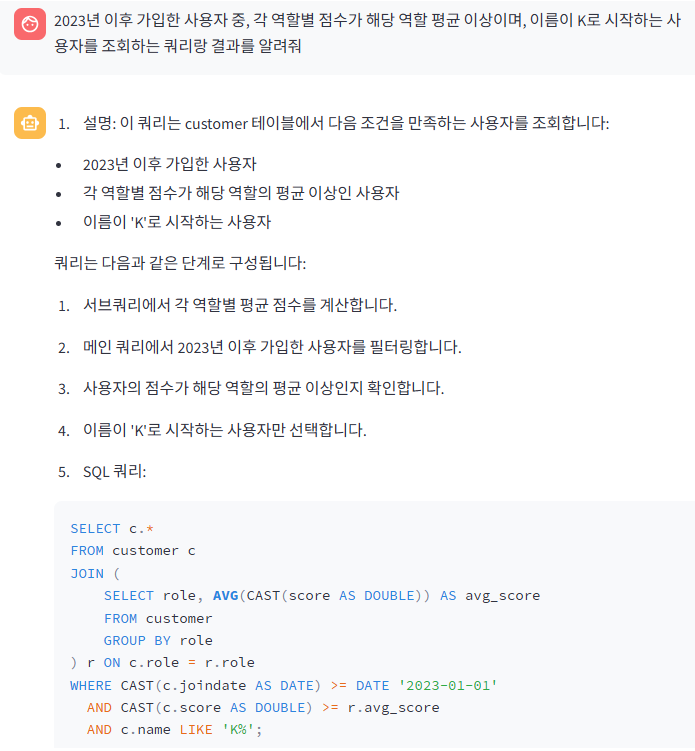 2023년 이후 가입한 사용자 중, 각 역할별 점수가 해당 역할 평균 이상이며, 이름이 K로 시작하는 사
용자를 조회하는 쿼리랑 결과를 알려줘
1. 설명: 이 쿼리는 customer 테이블에서 다음 조건을 만족하는 사용자를 조회합니다:
• 2023년 이후 가입한 사용자
• 각 역할별 점수가 해당 역할의 평균 이상인 사용자
• 이름이 'K'로 시작하는 사용자
쿼리는 다음과 같은 단계로 구성됩니다:
1. 서브쿼리에서 각 역할별 평균 점수를 계산합니다.
2. 메인 쿼리에서 2023년 이후 가입한 사용자를 필터링합니다.
3. 사용자의 점수가 해당 역할의 평균 이상인지 확인합니다.
4. 이름이 'K'로 시작하는 사용자만 선택합니다.
5. SQL 쿼리:
SELECT c.*
FROM customer c
JOIN (
    SELECT role, AVG(CAST(score AS DOUBLE)) AS avg_score
    FROM customer
    GROUP BY role
) r ON c.role = r.role
WHERE CAST(c.joindate AS DATE) >= DATE '2023-01-01'
  AND CAST(c.score AS DOUBLE) >= r.avg_score
  AND c.name LIKE 'K%';